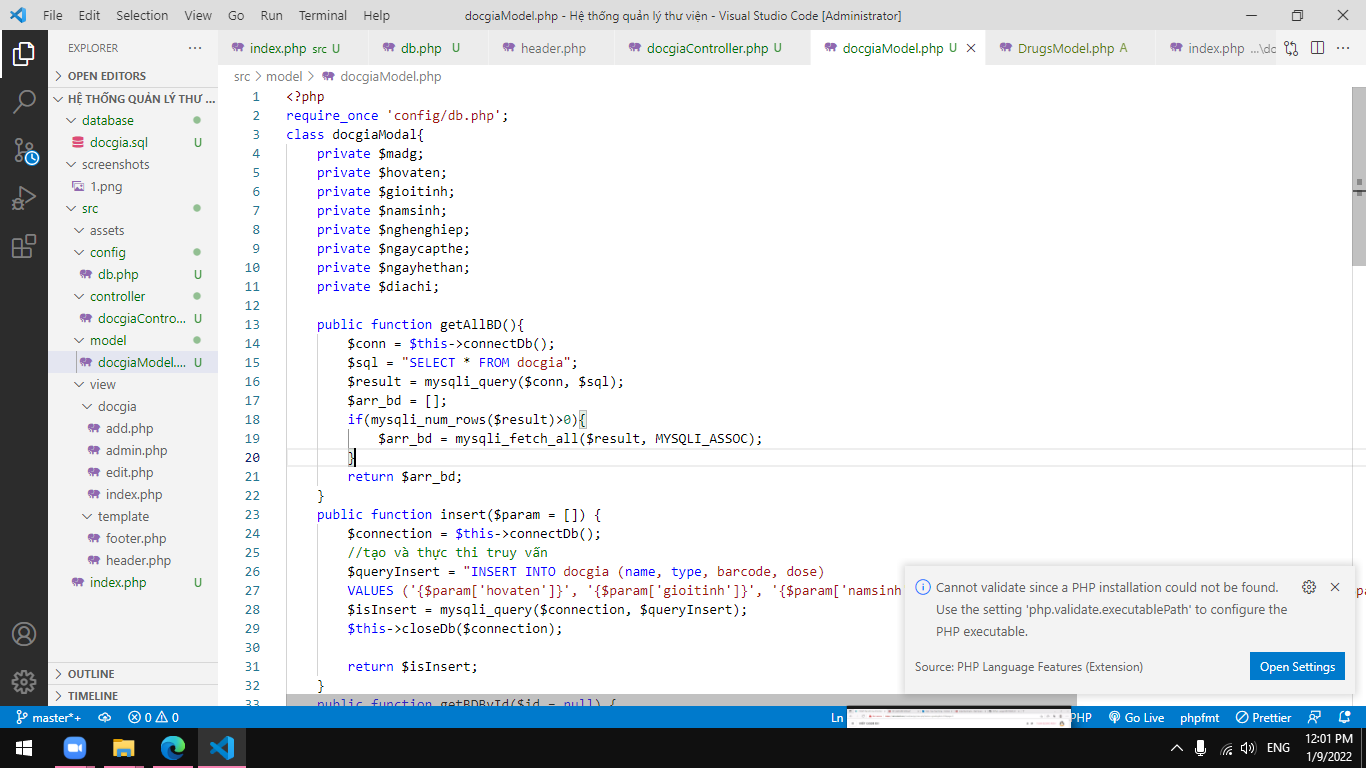 File Edit Selection View Go Run Terminal Help
docgiaModel.php - Hệ thống quản lý thư viện - Visual Studio Code [Administrator]
EXPLORER
index.php src U
db.php U
header.php
docgiaController.php U
docgiaModel.php U
DrugsModel.php A
index.php ...\dc
OPEN EDITORS
src > model > docgiaModel.php
HỆ THỐNG QUẢN LÝ THƯ ...
database
docgia.sql U
screenshots
1.png
src
assets
config
db.php U
controller
docgiaContro... U
model
docgiaModel.... U
view
docgia
add.php
admin.php
edit.php
index.php
template
footer.php
header.php
index.php U
OUTLINE
TIMELINE
1 <?php
2 require_once 'config/db.php';
3 class docgiaModal{
4 private $madg;
5 private $hovaten;
6 private $gioitinh;
7 private $namsinh;
8 private $nghenghiep;
9 private $ngaycapthe;
10 private $ngayhethan;
11 private $diachi;
12
13 public function getAllBD(){
14 $conn = $this->connectDb();
15 $sql = "SELECT * FROM docgia";
16 $result = mysqli_query($conn, $sql);
17 $arr_bd = [];
18 if(mysqli_num_rows($result)>0){
19 $arr_bd = mysqli_fetch_all($result, MYSQLI_ASSOC);
20 }
21 return $arr_bd;
22 }
23 public function insert($param = []) {
24 $connection = $this->connectDb();
25 //tạo và thực thi truy vấn
26 $queryInsert = "INSERT INTO docgia (name, type, barcode, dose)
27 VALUES ('{$param['hovaten']}', '{$param['gioitinh']}', '{$param['namsinh
28 $isInsert = mysqli_query($connection, $queryInsert);
29 $this->closeDb($connection);
30
31 return $isInsert;
32 }
33 public function getBDById($id = null) {
Cannot validate since a PHP installation could not be found.
Use the setting 'php.validate.executablePath' to configure the
PHP executable.
Source: PHP Language Features (Extension)
Open Settings
master*+
0 0
Ln
PHP
Go Live
phpfmt
Prettier
ENG
12:01 PM
1/9/2022